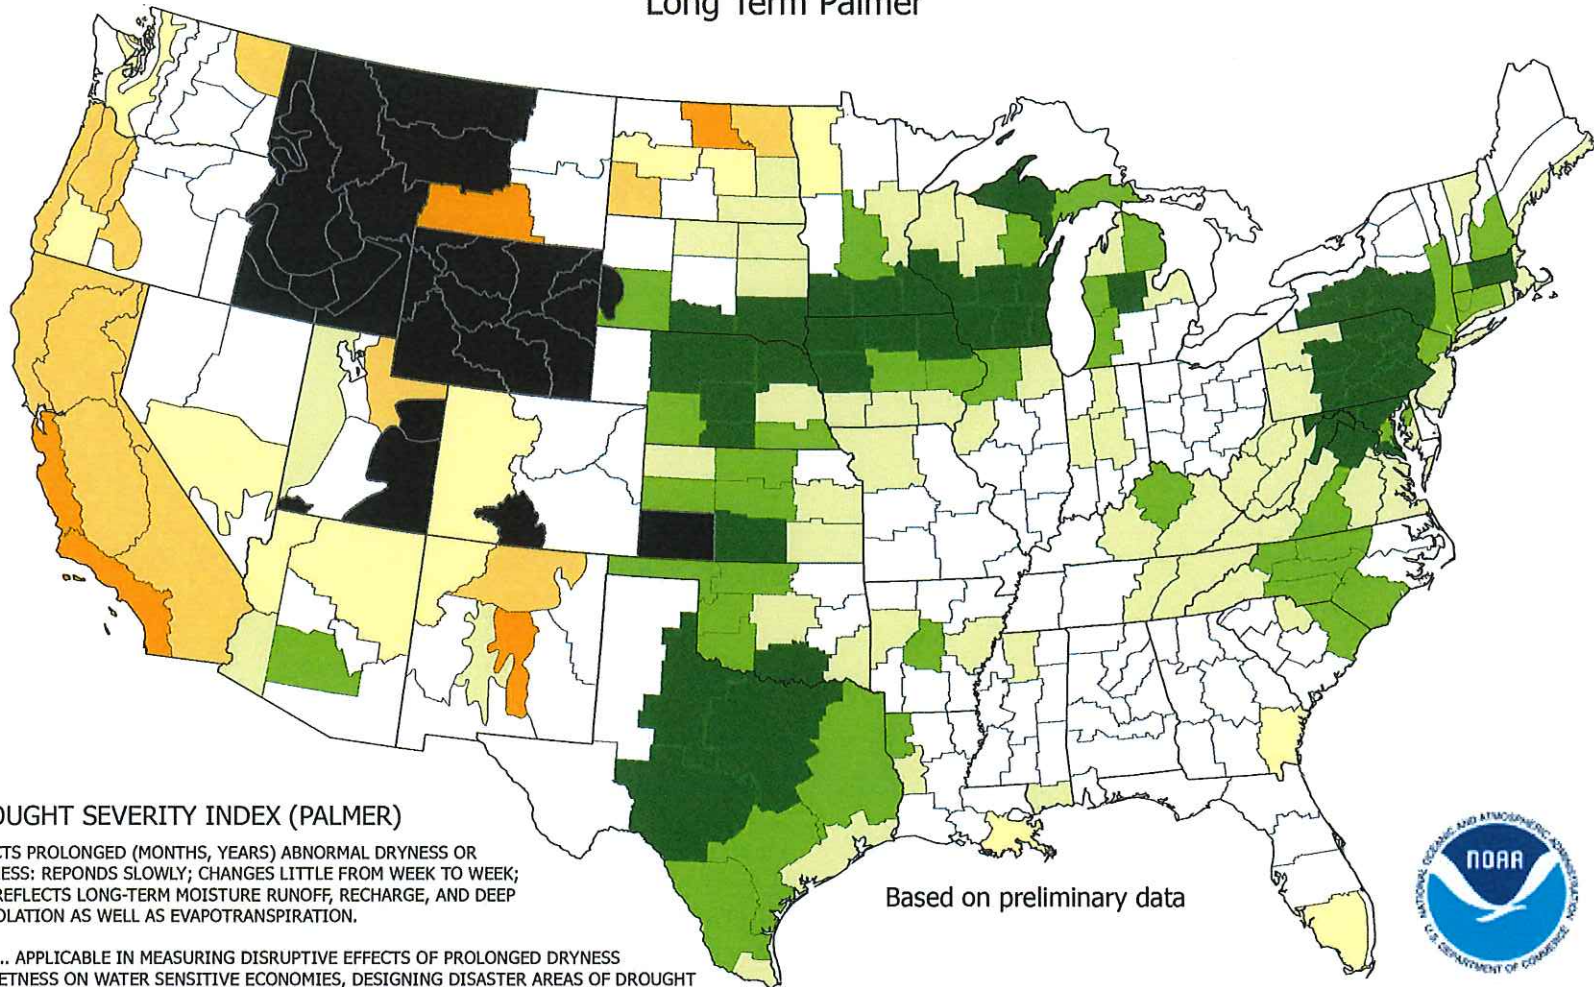 Long Term Palmer
OUGHT SEVERITY INDEX (PALMER)
CTS PROLONGED (MONTHS, YEARS) ABNORMAL DRYNESS OR
ESS: REPONDS SLOWLY; CHANGES LITTLE FROM WEEK TO WEEK;
REFLECTS LONG-TERM MOISTURE RUNOFF, RECHARGE, AND DEEP
OLATION AS WELL AS EVAPOTRANSPIRATION.
... APPLICABLE IN MEASURING DISRUPTIVE EFFECTS OF PROLONGED DRYNESS
ETNESS ON WATER SENSITIVE ECONOMIES, DESIGNING DISASTER AREAS OF DROUGHT
Based on preliminary data
NATIONAL OCEANIC AND ATMOSPHERIC ADMINISTRATION
NOAA
U.S. DEPARTMENT OF COMMERCE